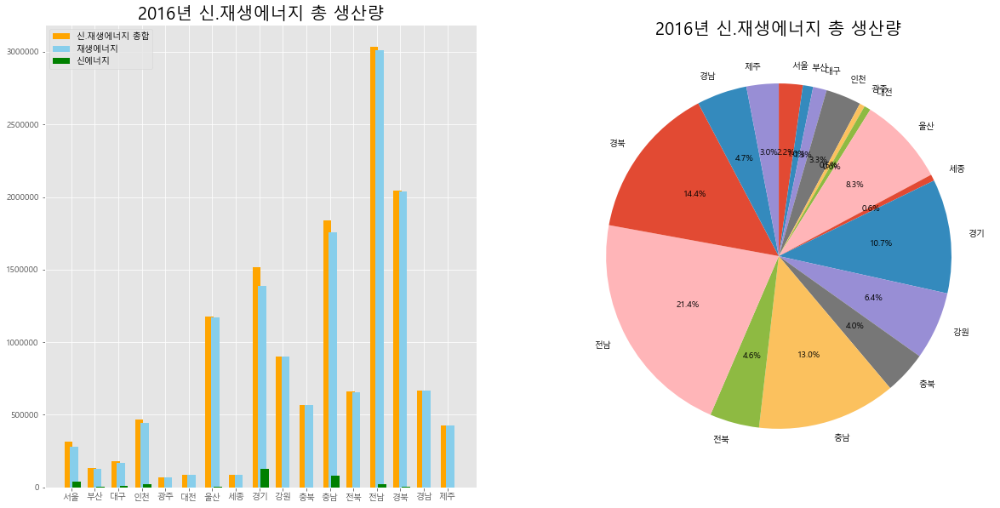 2016년 신.재생에너지 총 생산량
신.재생에너지 종합
재생에너지
신에너지
3000000
2500000
2000000
1500000
1000000
500000
0
서울 부산 대구 인천 광주 대전 울산 세종 경기 강원 충북 충남 전북 전남 경북 경남 제주
2016년 신.재생에너지 총 생산량
서울
부산
대구
인천
광주
대전
울산
세종
경기
강원
충북
충남
전북
전남
경북
경남
제주
2.2%
3.3%
8.3%
0.6%
10.7%
6.4%
4.0%
13.0%
4.6%
21.4%
14.4%
4.7%
3.0%